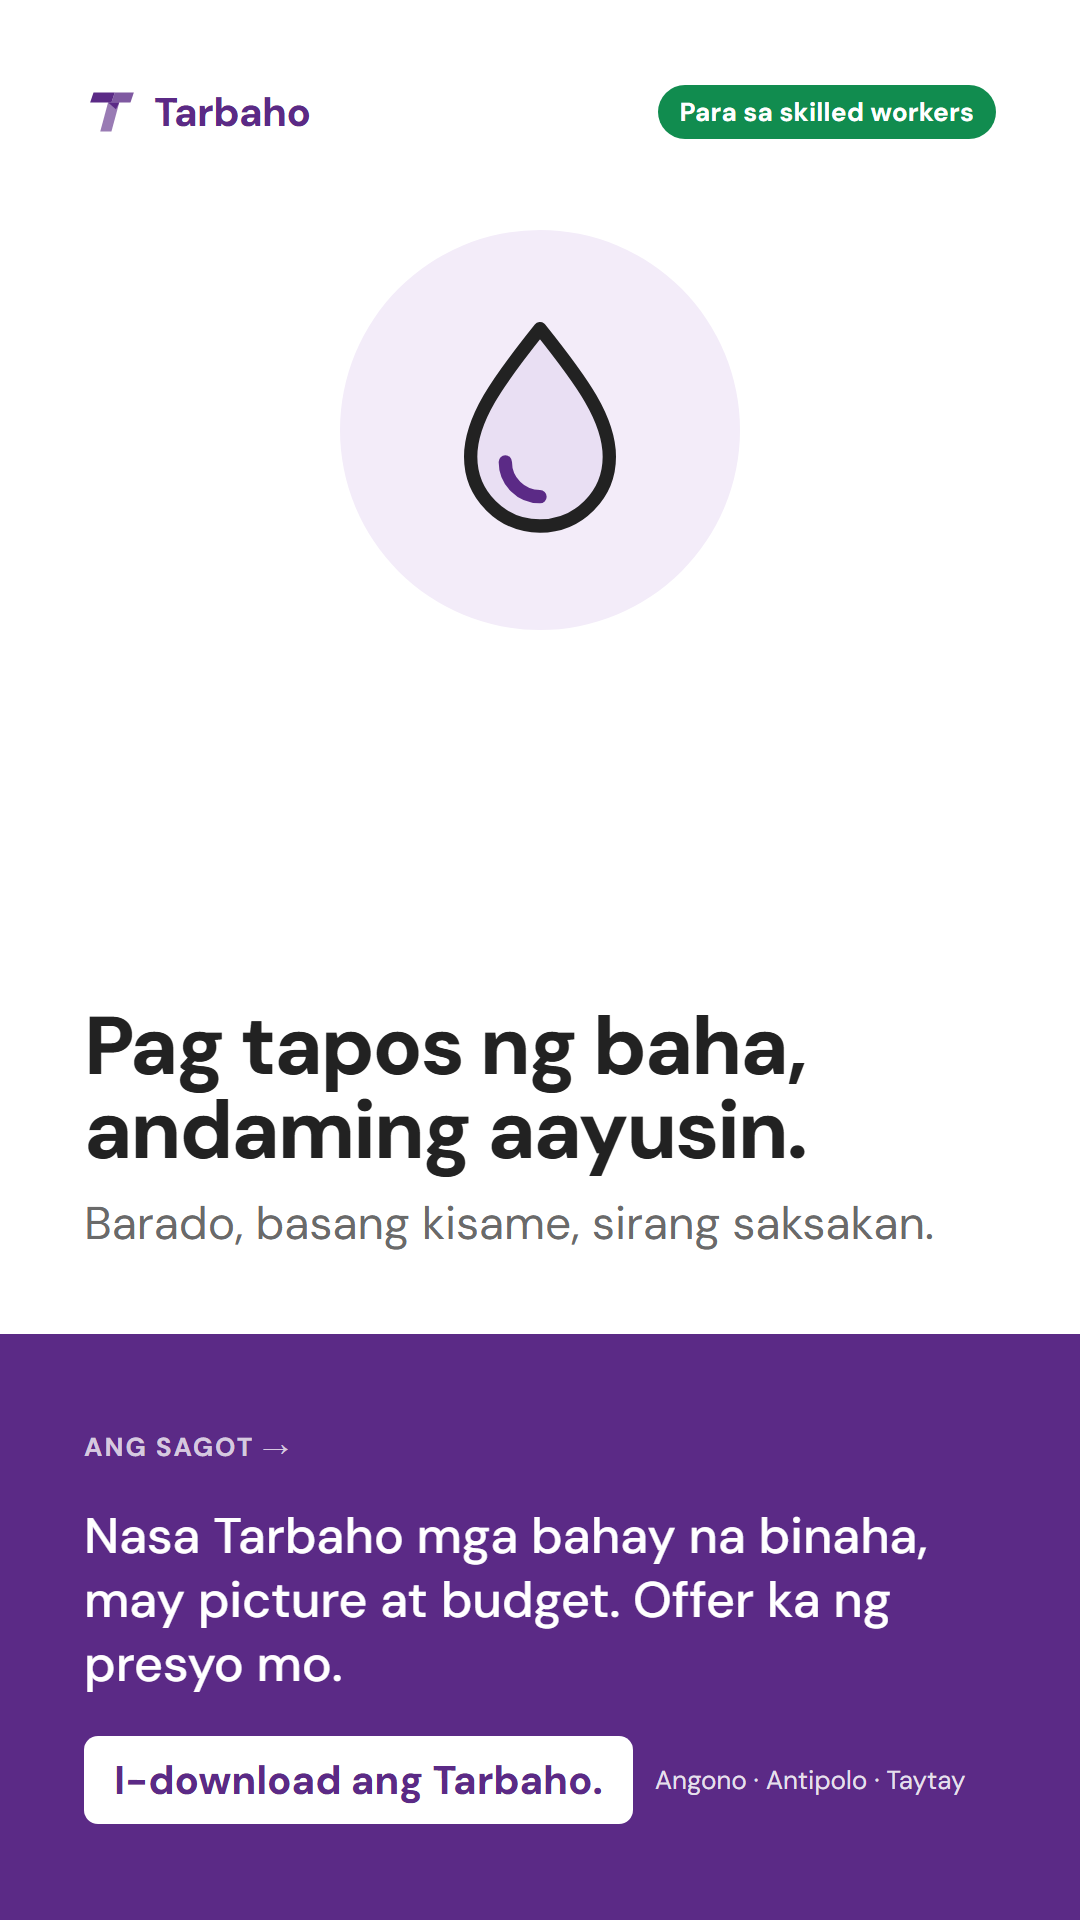 Tarbaho
Para sa skilled workers
Pag tapos ng baha,
andaming aayusin.
Barado, basang kisame, sirang saksakan.
ANG SAGOT →
Nasa Tarbaho mga bahay na binaha,
may picture at budget. Offer ka ng
presyo mo.
I-download ang Tarbaho.
Angono · Antipolo · Taytay